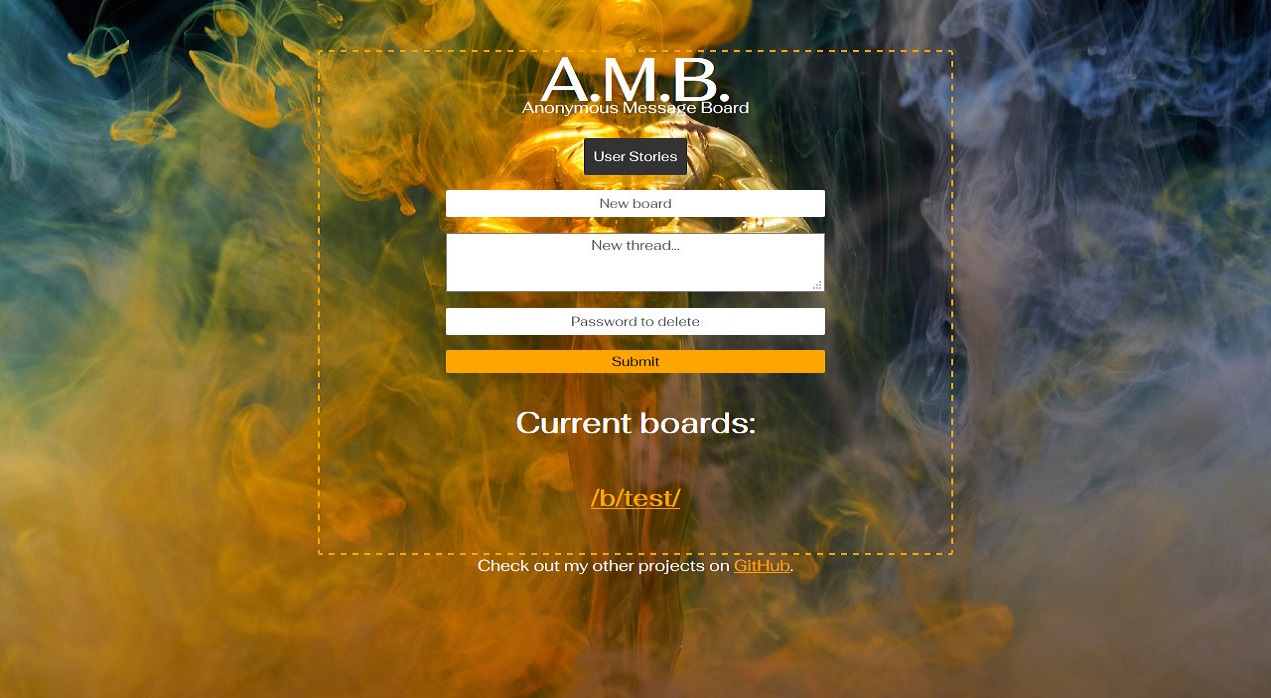 A.M.B.
Anonymous Message Board
User Stories
New board
New thread...
Password to delete
Submit
Current boards:
/b/test/
Check out my other projects on GitHub.